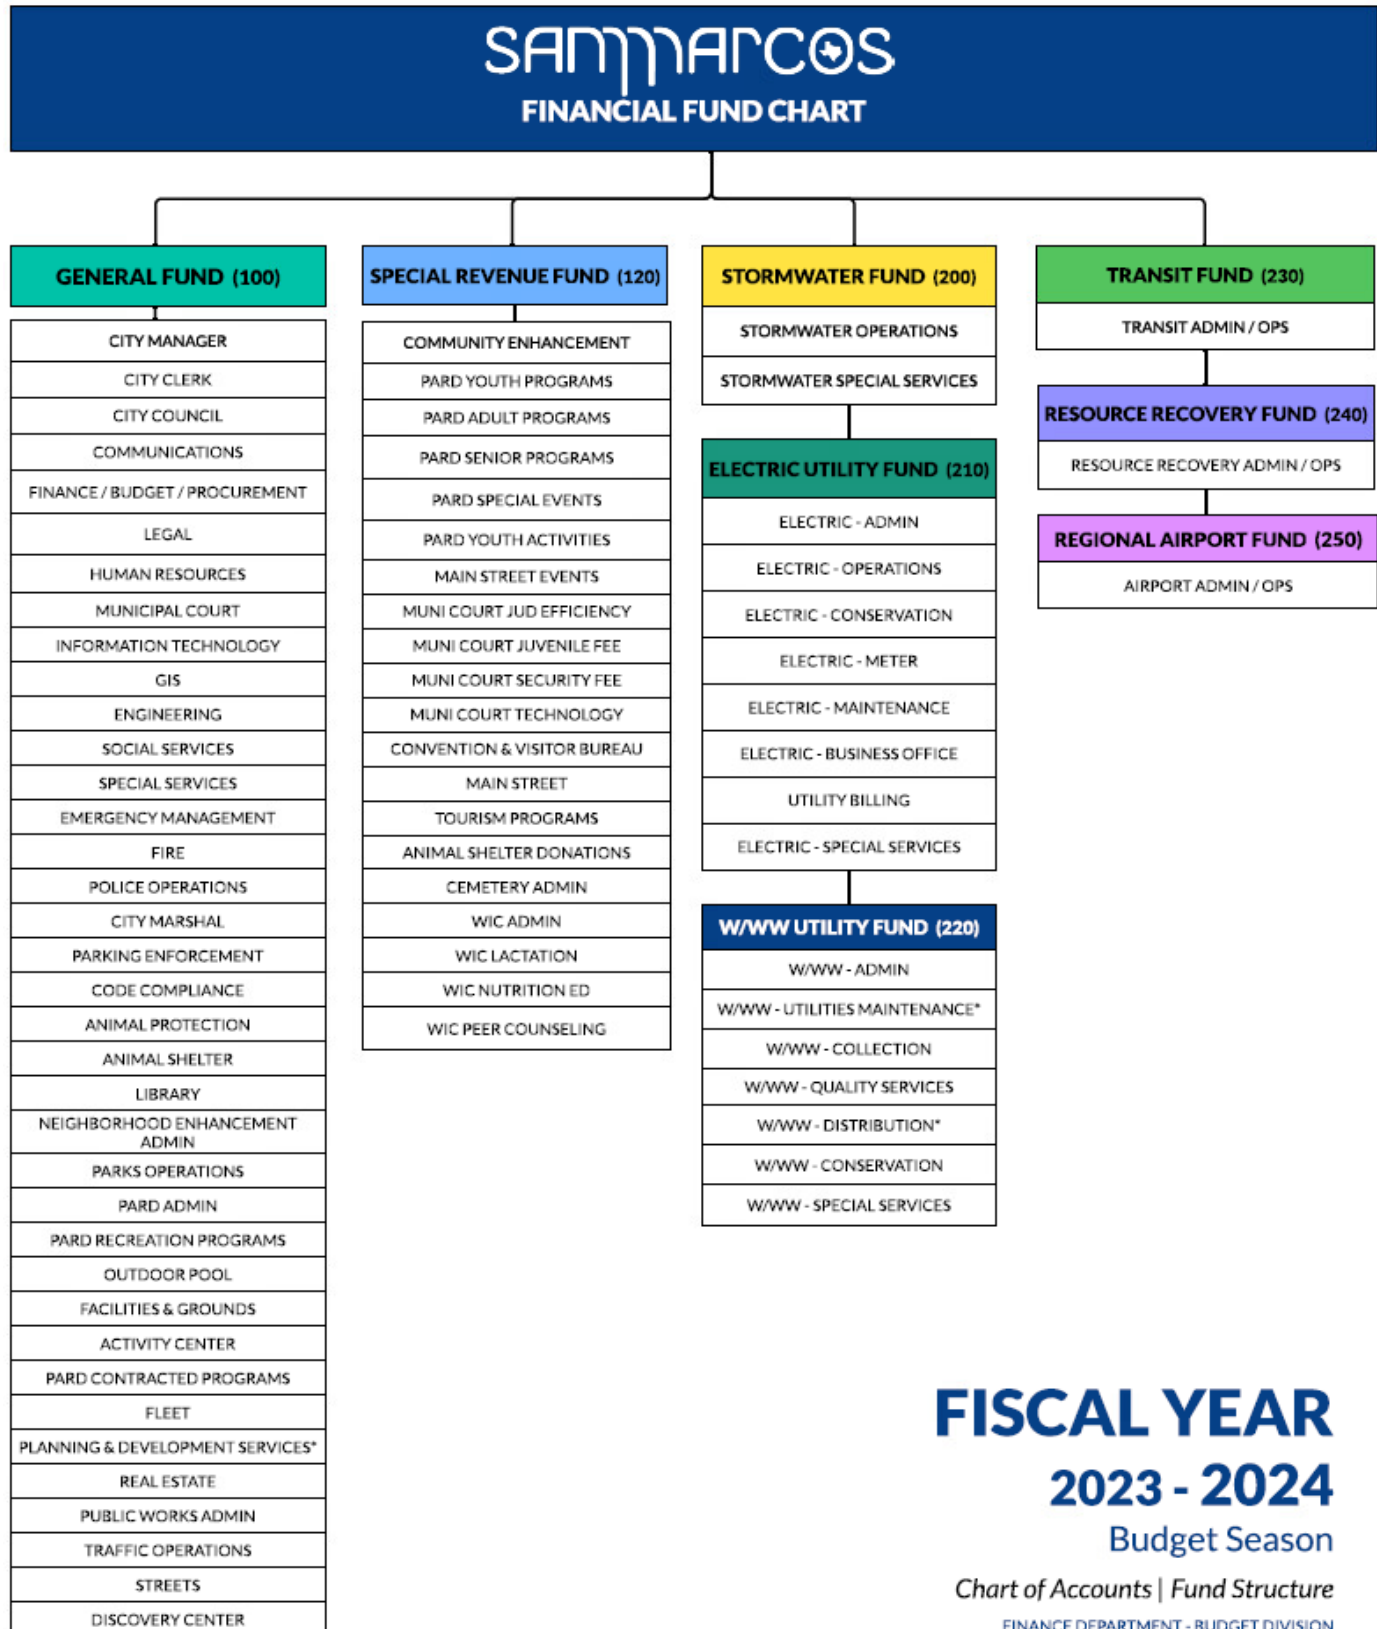 SANMARCOS
FINANCIAL FUND CHART
GENERAL FUND (100)
CITY MANAGER
CITY CLERK
CITY COUNCIL
COMMUNICATIONS
FINANCE / BUDGET / PROCUREMENT
LEGAL
HUMAN RESOURCES
MUNICIPAL COURT
INFORMATION TECHNOLOGY
GIS
ENGINEERING
SOCIAL SERVICES
SPECIAL SERVICES
EMERGENCY MANAGEMENT
FIRE
POLICE OPERATIONS
CITY MARSHAL
PARKING ENFORCEMENT
CODE COMPLIANCE
ANIMAL PROTECTION
ANIMAL SHELTER
LIBRARY
NEIGHBORHOOD ENHANCEMENT
ADMIN
PARKS OPERATIONS
PARD ADMIN
PARD RECREATION PROGRAMS
OUTDOOR POOL
FACILITIES & GROUNDS
ACTIVITY CENTER
PARD CONTRACTED PROGRAMS
FLEET
PLANNING & DEVELOPMENT SERVICES*
REAL ESTATE
PUBLIC WORKS ADMIN
TRAFFIC OPERATIONS
STREETS
DISCOVERY CENTER
SPECIAL REVENUE FUND (120)
COMMUNITY ENHANCEMENT
PARD YOUTH PROGRAMS
PARD ADULT PROGRAMS
PARD SENIOR PROGRAMS
PARD SPECIAL EVENTS
PARD YOUTH ACTIVITIES
MAIN STREET EVENTS
MUNI COURT JUD EFFICIENCY
MUNI COURT JUVENILE FEE
MUNI COURT SECURITY FEE
MUNI COURT TECHNOLOGY
CONVENTION & VISITOR BUREAU
MAIN STREET
TOURISM PROGRAMS
ANIMAL SHELTER DONATIONS
CEMETERY ADMIN
WIC ADMIN
WIC LACTATION
WIC NUTRITION ED
WIC PEER COUNSELING
STORMWATER FUND (200)
STORMWATER OPERATIONS
STORMWATER SPECIAL SERVICES
ELECTRIC UTILITY FUND (210)
ELECTRIC - ADMIN
ELECTRIC - OPERATIONS
ELECTRIC - CONSERVATION
ELECTRIC - METER
ELECTRIC - MAINTENANCE
ELECTRIC - BUSINESS OFFICE
UTILITY BILLING
ELECTRIC - SPECIAL SERVICES
W/WW UTILITY FUND (220)
W/WW - ADMIN
W/WW - UTILITIES MAINTENANCE*
W/WW - COLLECTION
W/WW - QUALITY SERVICES
W/WW - DISTRIBUTION*
W/WW - CONSERVATION
W/WW - SPECIAL SERVICES
TRANSIT FUND (230)
TRANSIT ADMIN / OPS
RESOURCE RECOVERY FUND (240)
RESOURCE RECOVERY ADMIN / OPS
REGIONAL AIRPORT FUND (250)
AIRPORT ADMIN / OPS
FISCAL YEAR
2023 - 2024
Budget Season
Chart of Accounts | Fund Structure
FINANCE DEPARTMENT - BUDGET DIVISION